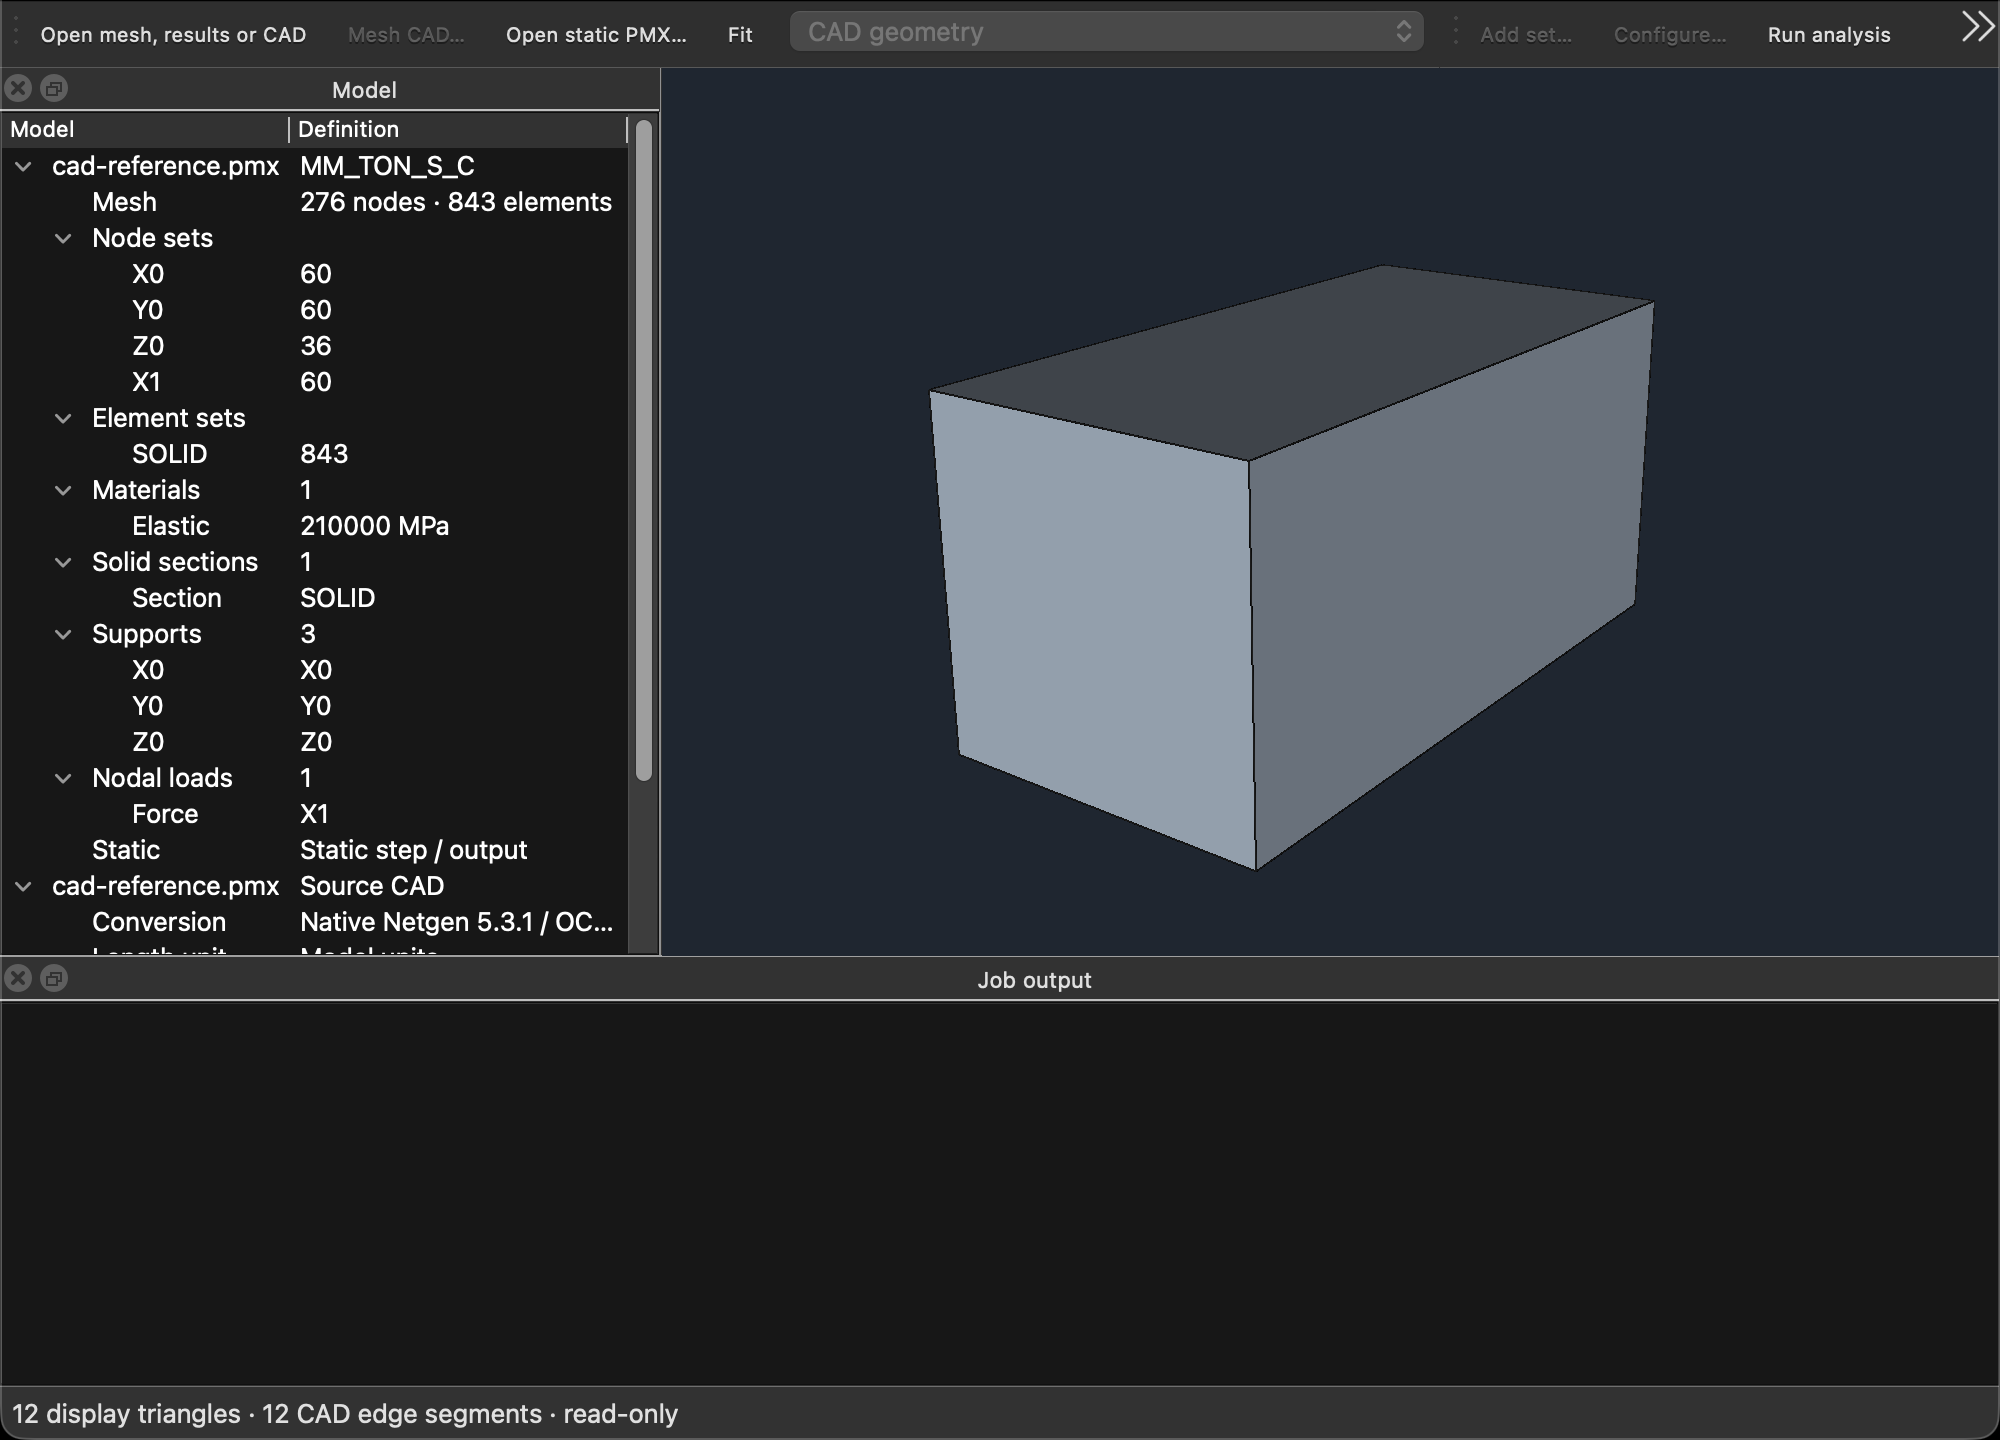 Open mesh, results or CAD Mesh CAD... Open static PMX... Fit CAD geometry Add set... Configure... Run analysis
Model
Model Definition
cad-reference.pmx MM_TON_S_C
Mesh 276 nodes · 843 elements
Node sets
X0 60
Y0 60
Z0 36
X1 60
Element sets
SOLID 843
Materials 1
Elastic 210000 MPa
Solid sections 1
Section SOLID
Supports 3
X0 X0
Y0 Y0
Z0 Z0
Nodal loads 1
Force X1
Static Static step / output
cad-reference.pmx Source CAD
Conversion Native Netgen 5.3.1 / OC...
Length unit Model units
Job output
12 display triangles · 12 CAD edge segments · read-only